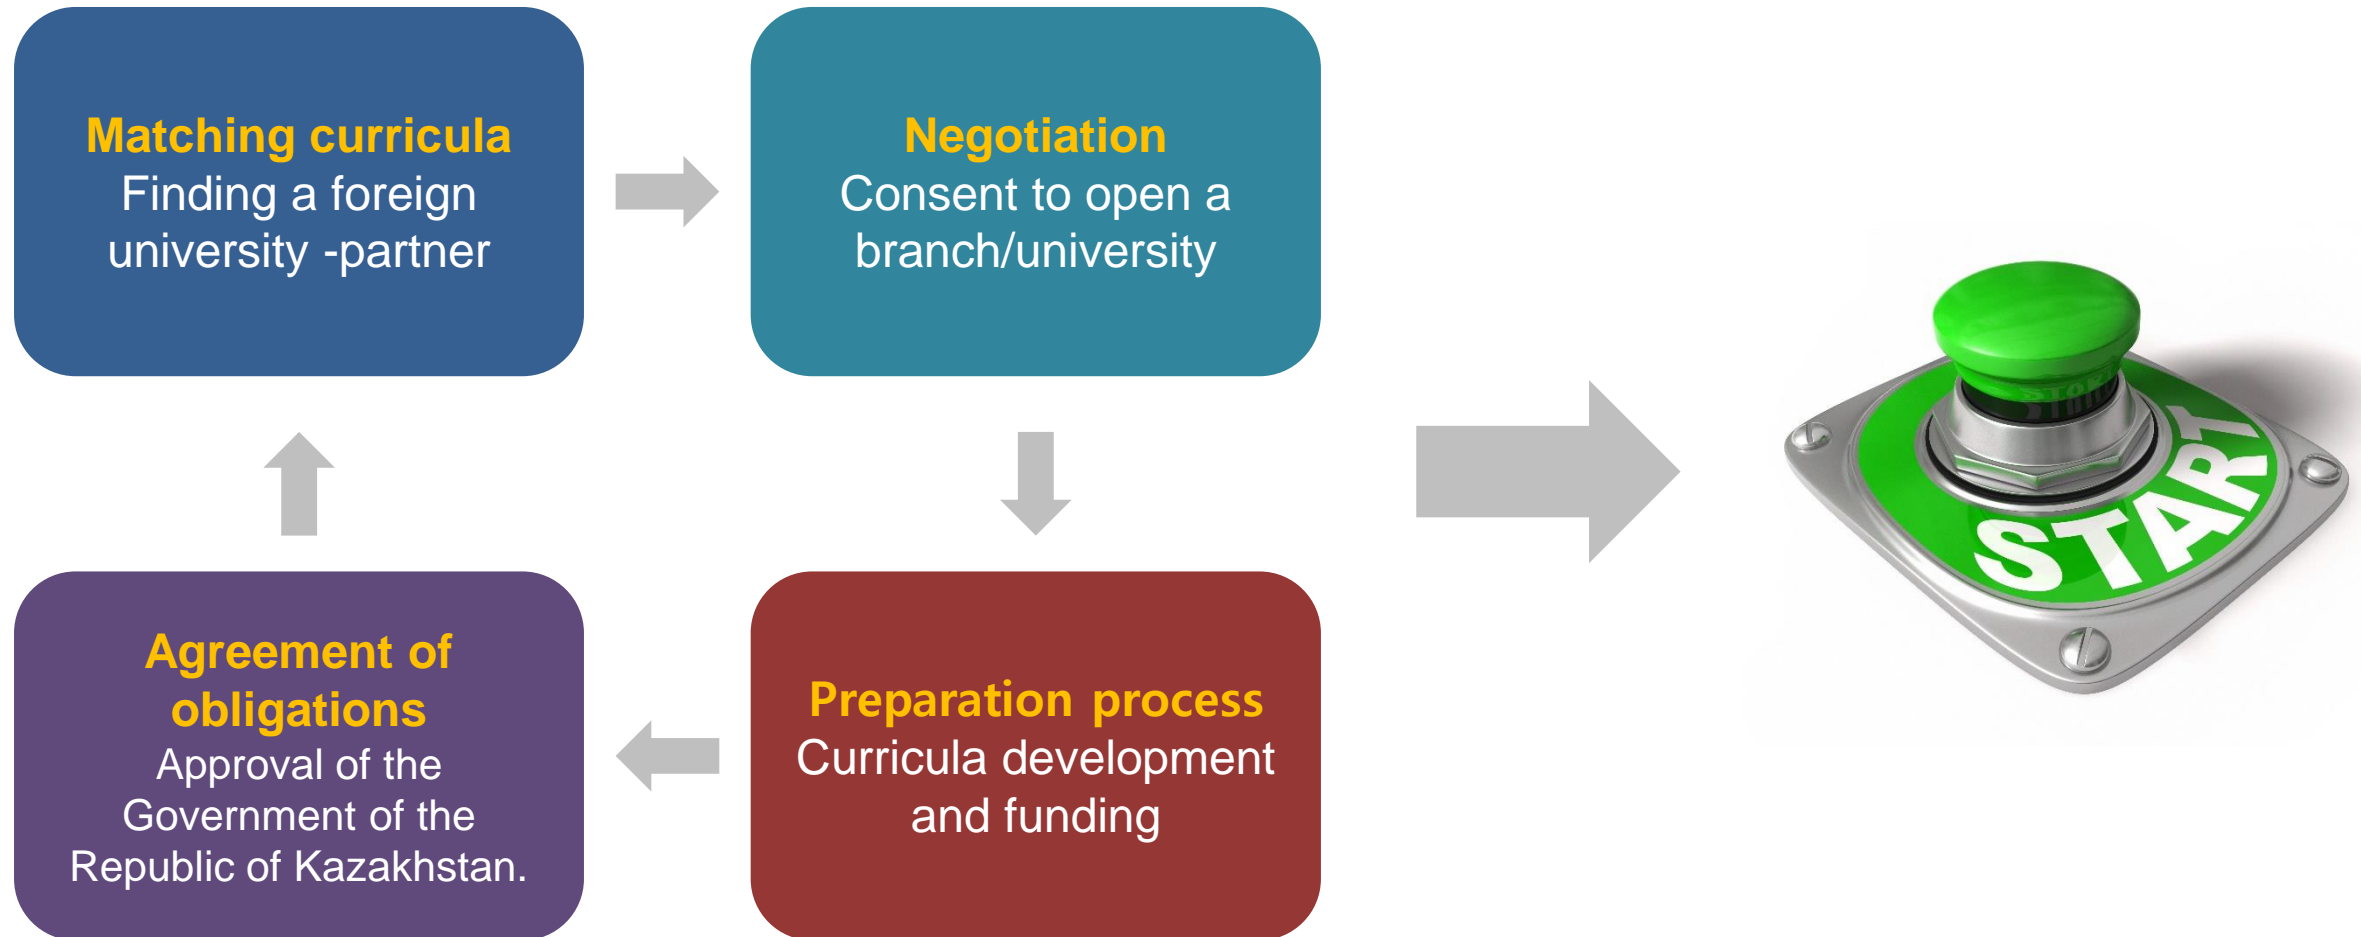 Matching curricula
Finding a foreign
university -partner
Negotiation
Consent to open a
branch/university
Agreement of
obligations
Approval of the
Government of the
Republic of Kazakhstan.
Preparation process
Curricula development
and funding
START